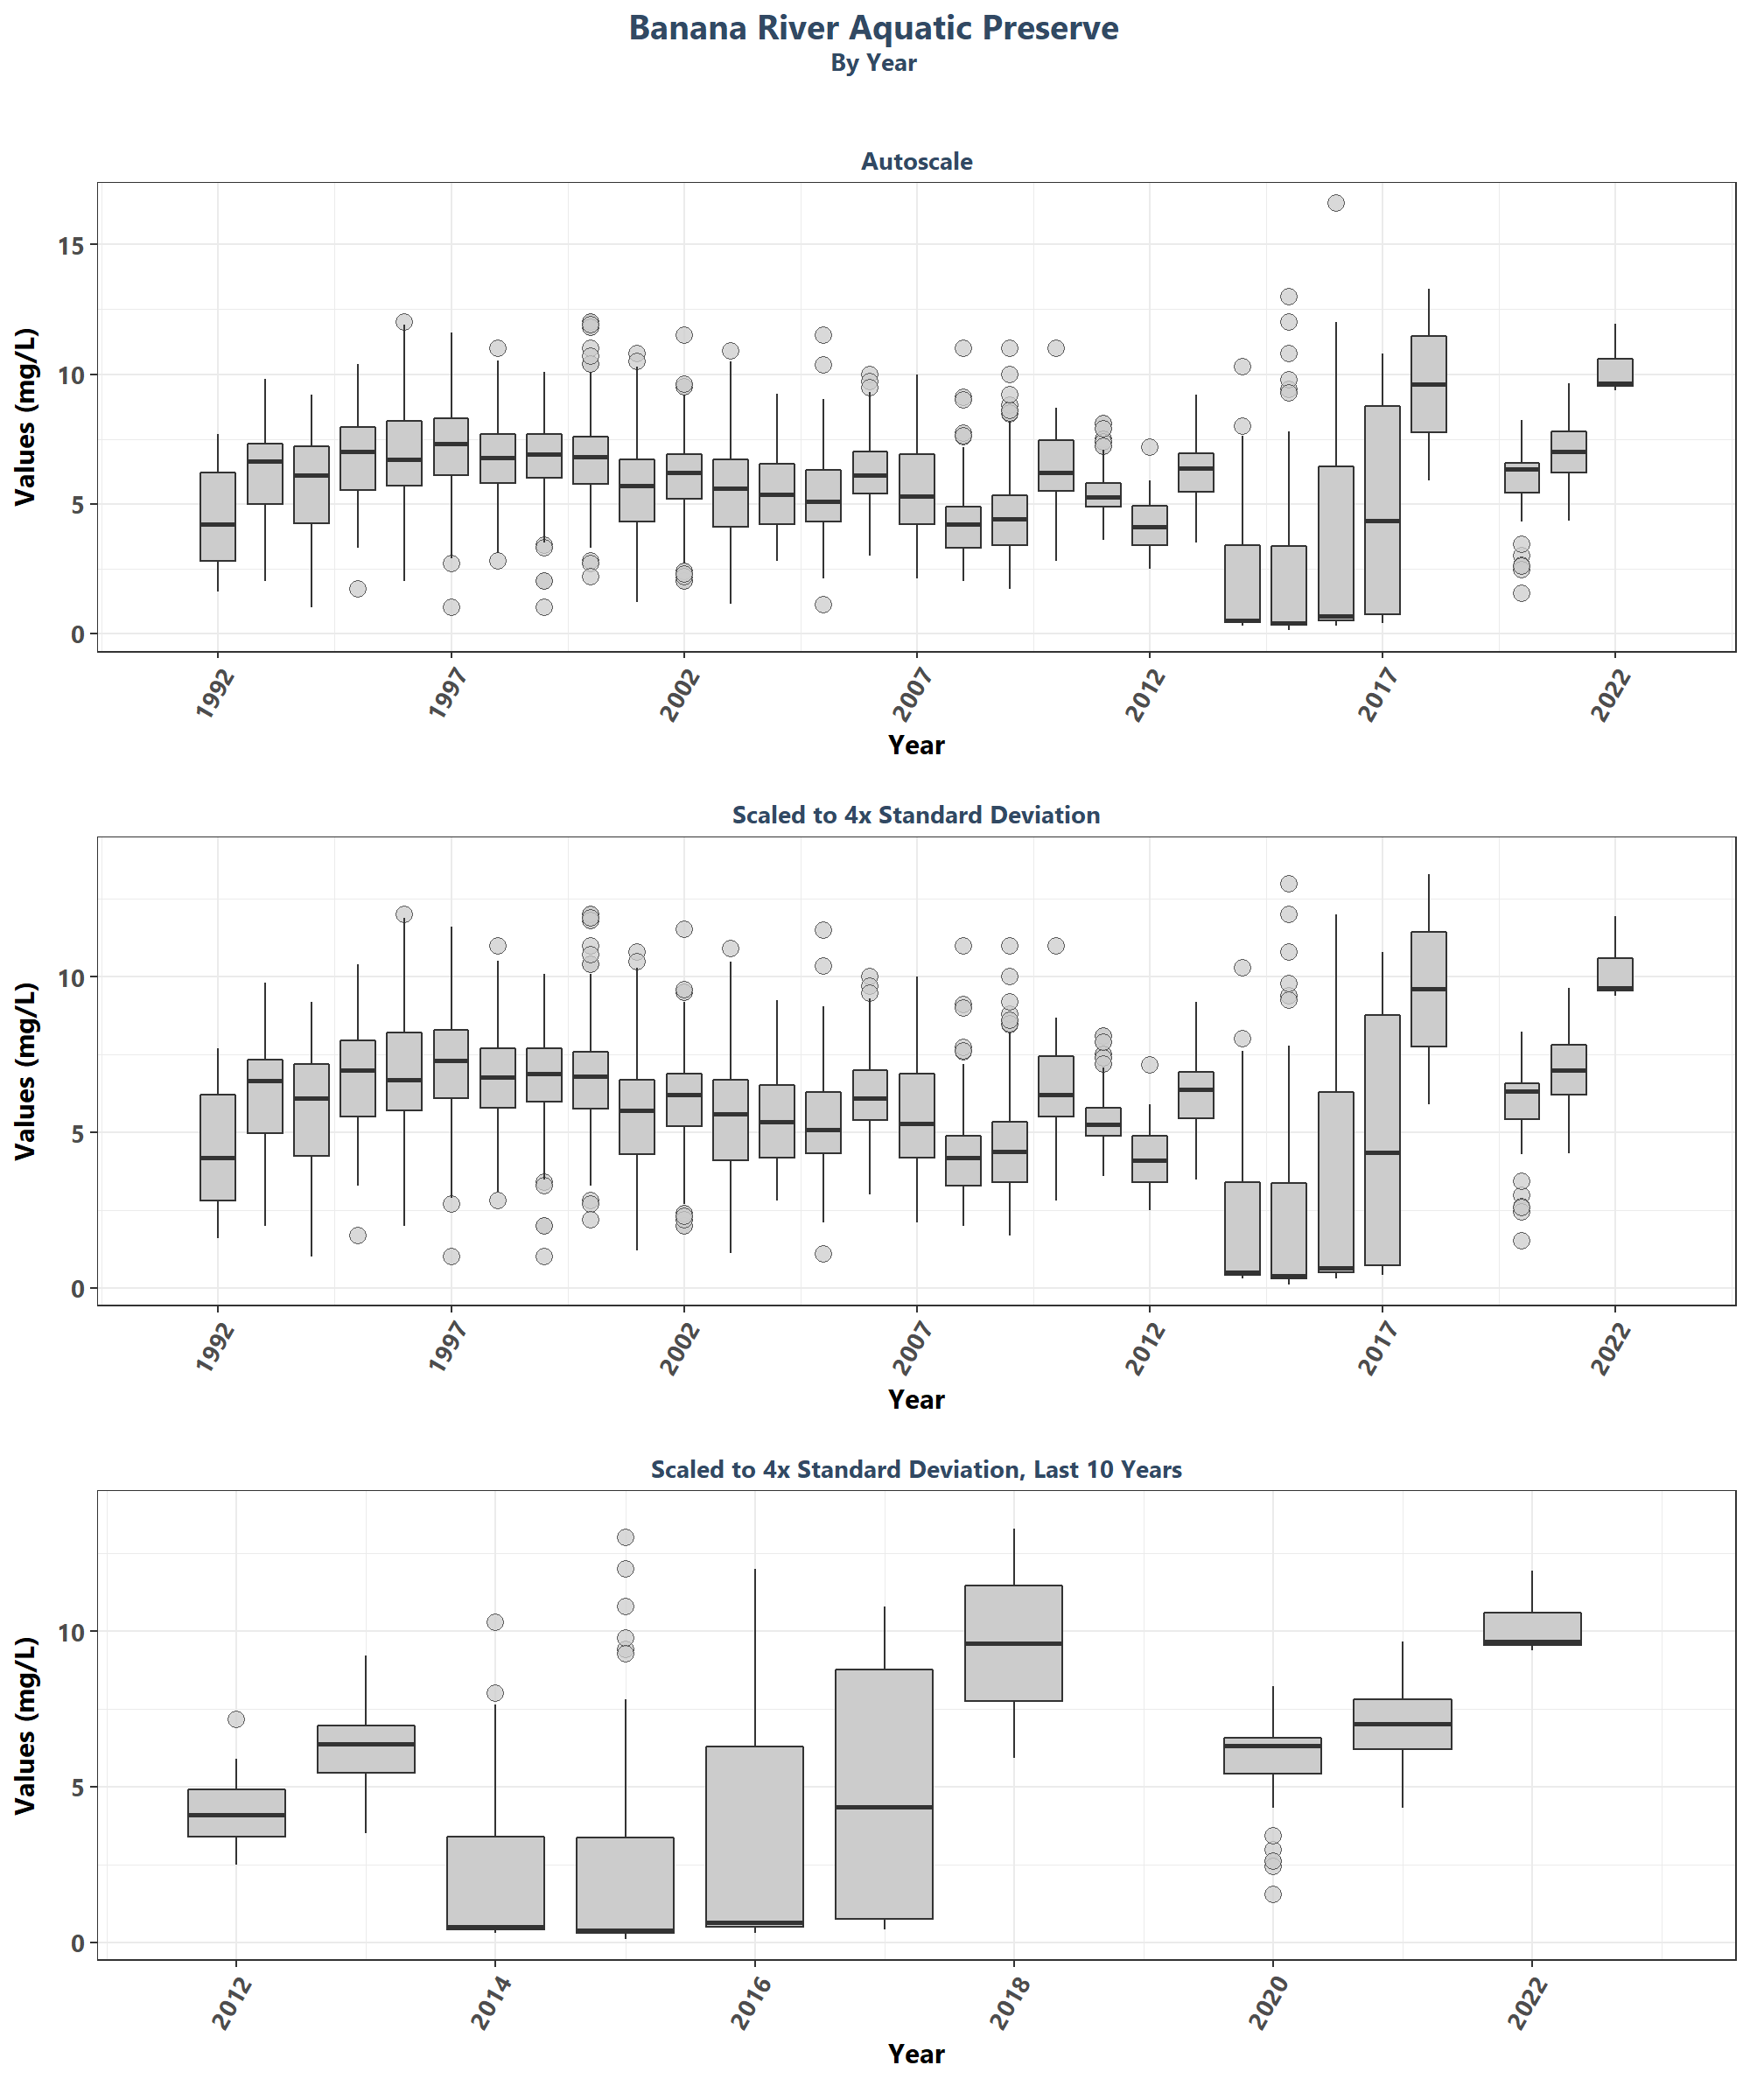 Banana River Aquatic Preserve
By Year
Autoscale
Values (mg/L)
15
10
5
0
1992 1997 2002 2007 2012 2017 2022
Year
Scaled to 4x Standard Deviation
Values (mg/L)
10
5
0
1992 1997 2002 2007 2012 2017 2022
Year
Scaled to 4x Standard Deviation, Last 10 Years
Values (mg/L)
10
5
0
2012 2014 2016 2018 2020 2022
Year